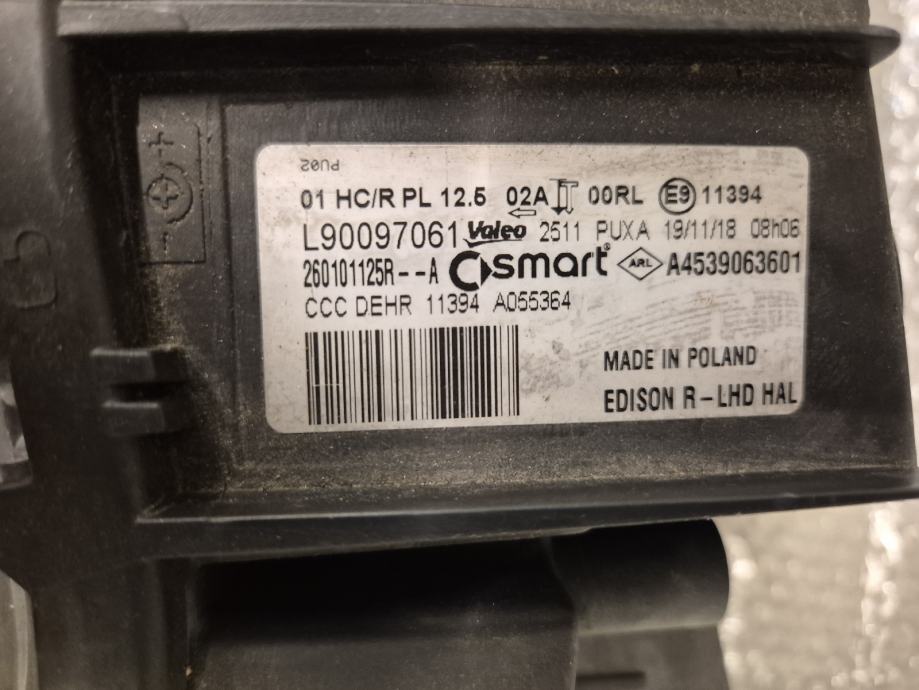 PU02
01 HC/R PL 12.5 02A 00RL E9 11394
L90097061 Valeo 2511 PUXA 19/11/18 08h06
260101125R--A smart® ARL A4539063601
CCC DEHR 11394 A055364
MADE IN POLAND
EDISON R-LHD HAL